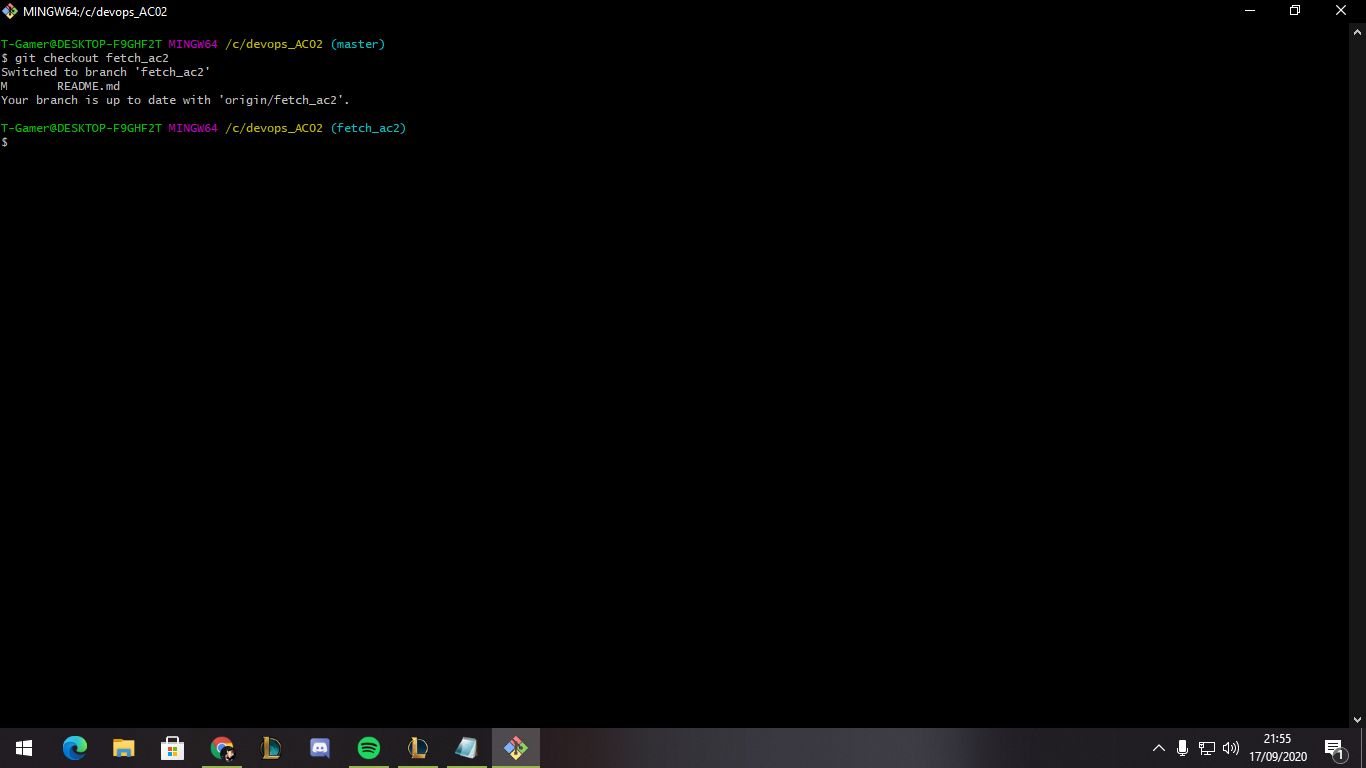 MINGW64:/c/devops_AC02
T-Gamer@DESKTOP-F9GHF2T MINGW64 /c/devops_AC02 (master)
$ git checkout fetch_ac2
Switched to branch 'fetch_ac2'
M       README.md
Your branch is up to date with 'origin/fetch_ac2'.
T-Gamer@DESKTOP-F9GHF2T MINGW64 /c/devops_AC02 (fetch_ac2)
$
21:55
17/09/2020
1